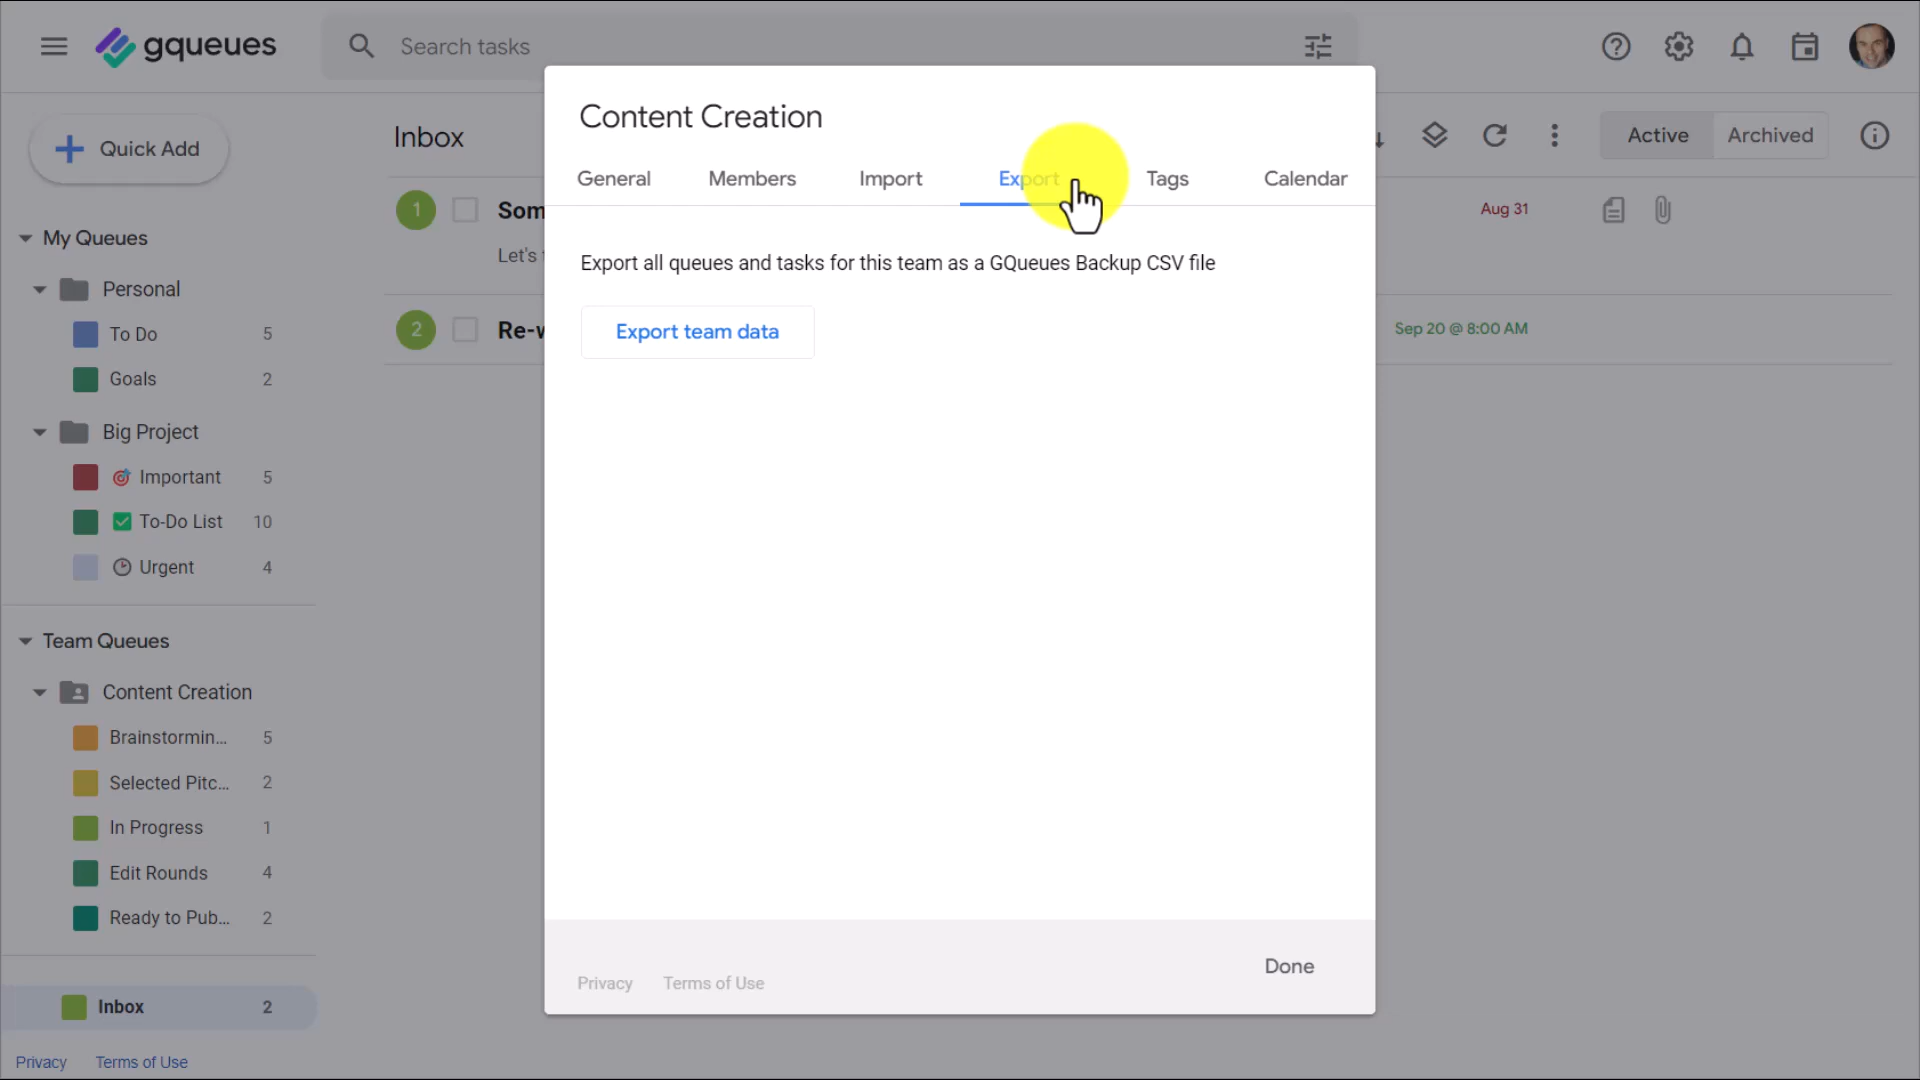 gqueues
Search tasks
Quick Add
My Queues
Personal
To Do 5
Goals 2
Big Project
Important 5
To-Do List 10
Urgent 4
Team Queues
Content Creation
Brainstormin... 5
Selected Pitc... 2
In Progress 1
Edit Rounds 4
Ready to Pub... 2
Inbox 2
Privacy Terms of Use
Inbox
Active Archived
1 Som
Let's
Aug 31
2 Re-w
Sep 20 @ 8:00 AM
Content Creation
General Members Import Export Tags Calendar
Export all queues and tasks for this team as a GQueues Backup CSV file
Export team data
Privacy Terms of Use
Done